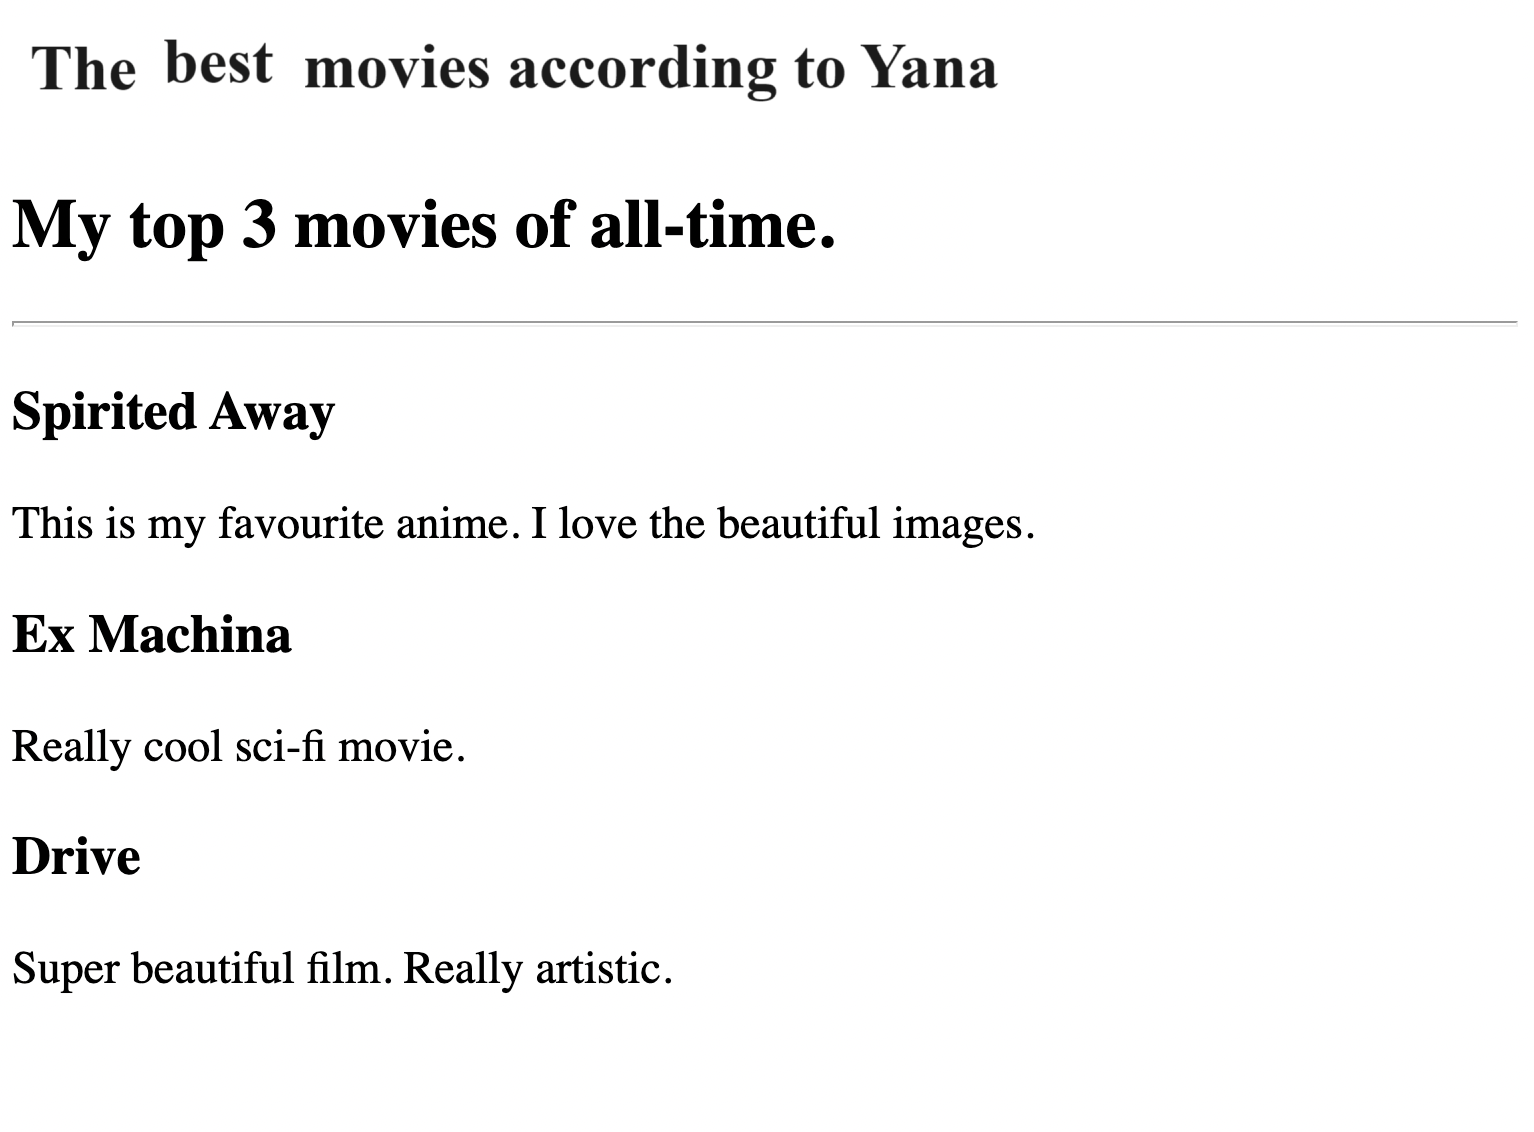 The best movies according to Yana
My top 3 movies of all-time.
Spirited Away
This is my favourite anime. I love the beautiful images.
Ex Machina
Really cool sci-fi movie.
Drive
Super beautiful film. Really artistic.